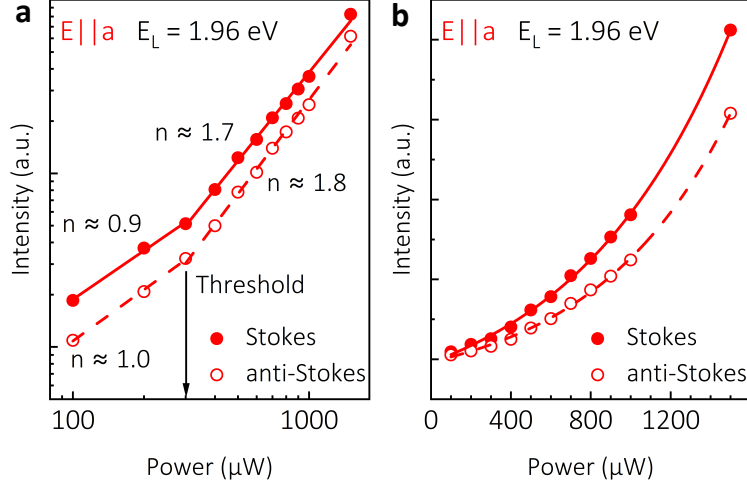 a
E||a E_L = 1.96 eV
n ≈ 1.7
n ≈ 1.8
n ≈ 0.9
Threshold
Stokes
n ≈ 1.0
anti-Stokes
Intensity (a.u.)
100
1000
Power (µW)
b
E||a E_L = 1.96 eV
Stokes
anti-Stokes
Intensity (a.u.)
0
400
800
1200
Power (µW)